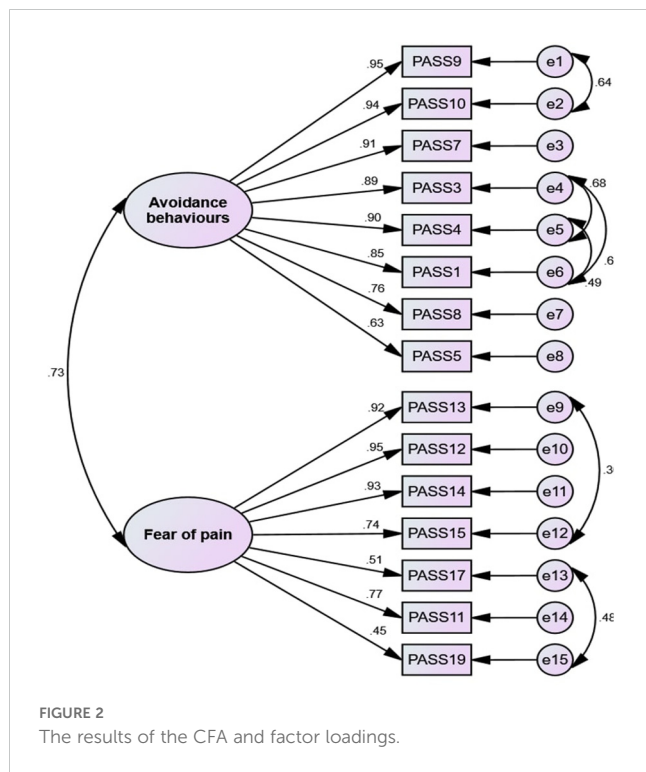 .95 PASS9 e1
.64
.94 PASS10 e2
.91 PASS7 e3
.89 PASS3 e4
.68
Avoidance
behaviours
.90 PASS4 e5
.85 PASS1 e6
.6
.49
.76 PASS8 e7
.63 PASS5 e8
.73
.92 PASS13 e9
.95 PASS12 e10
.93 PASS14 e11
.3
Fear of pain
.74 PASS15 e12
.51 PASS17 e13
.77 PASS11 e14
.48
.45 PASS19 e15
FIGURE 2
The results of the CFA and factor loadings.